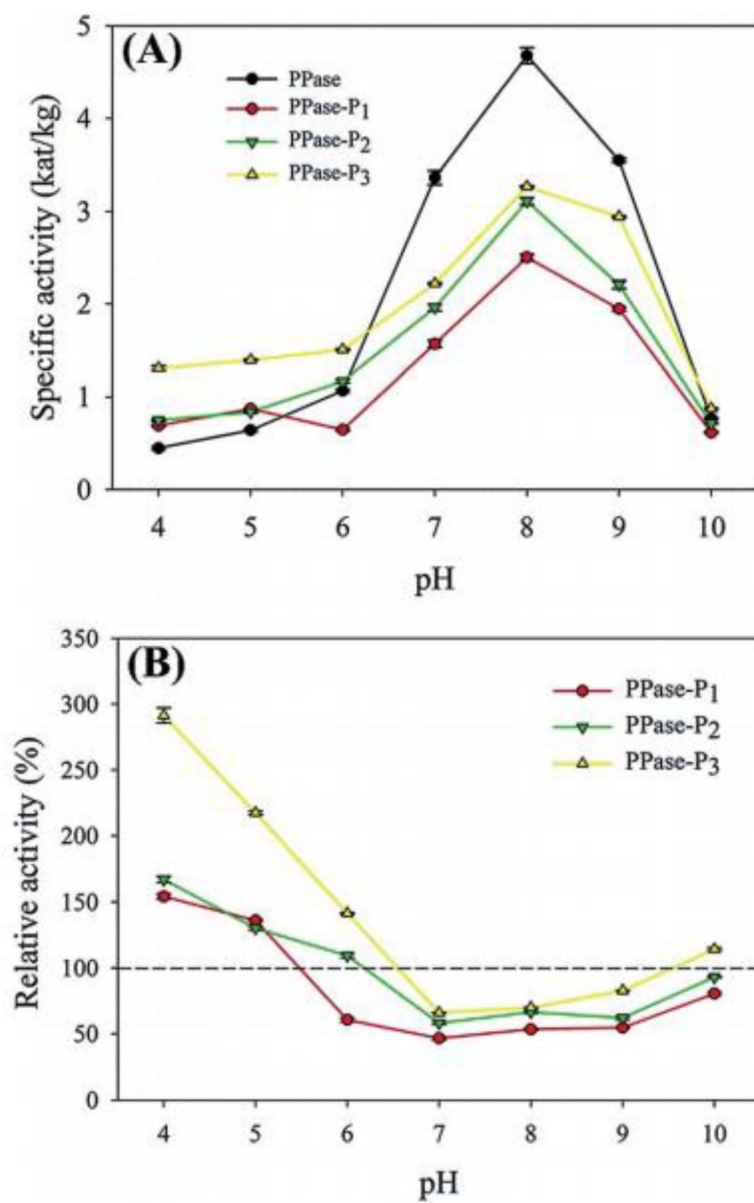 (A)
5
4
3
2
1
0
Specific activity (kat/kg)
PPase
PPase-P1
PPase-P2
PPase-P3
4 5 6 7 8 9 10
pH
(B)
350
300
250
200
150
100
50
0
Relative activity (%)
PPase-P1
PPase-P2
PPase-P3
4 5 6 7 8 9 10
pH